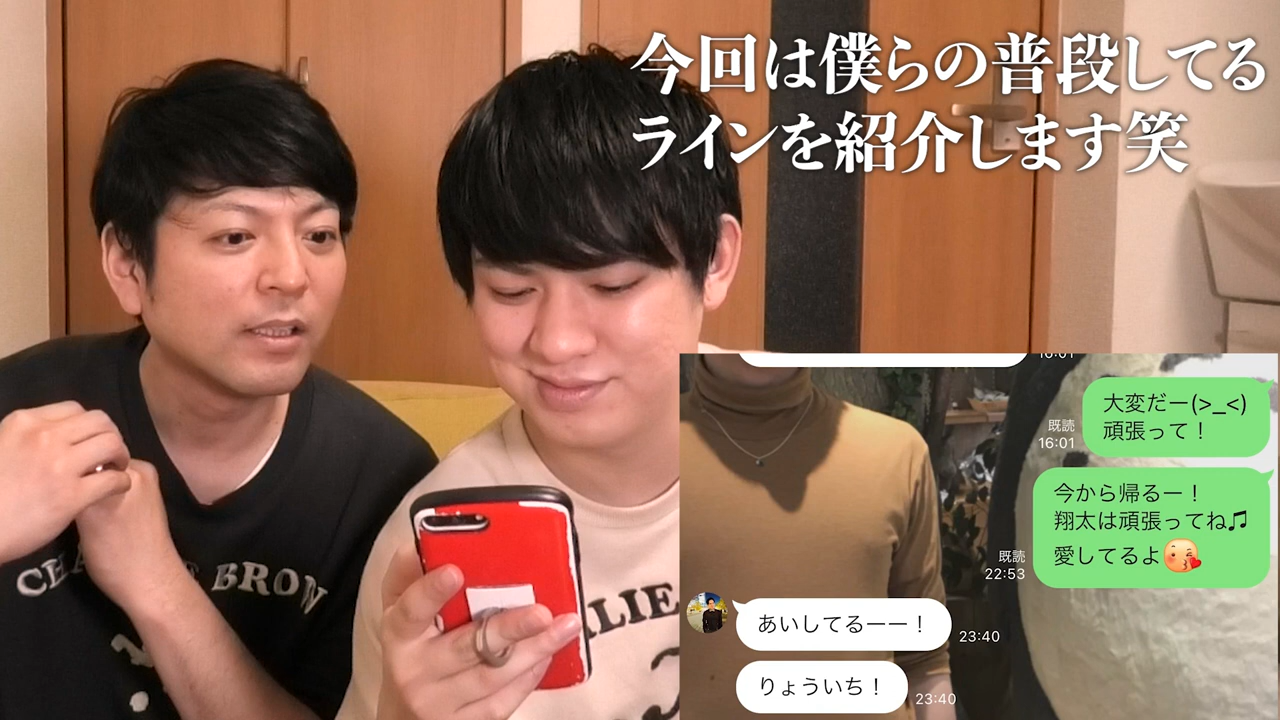 今回は僕らの普段してる
ラインを紹介します笑
16:01
大変だー(>_<)
頑張って！
既読
16:01
今から帰るー！
翔太は頑張ってね♫
愛してるよ😘
既読
22:53
あいしてるーー！
23:40
りょういち！
23:40
BROW
LIE